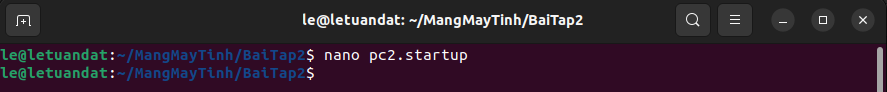 le@letuandat: ~/MangMayTinh/BaiTap2
le@letuandat:~/MangMayTinh/BaiTap2$ nano pc2.startup
le@letuandat:~/MangMayTinh/BaiTap2$